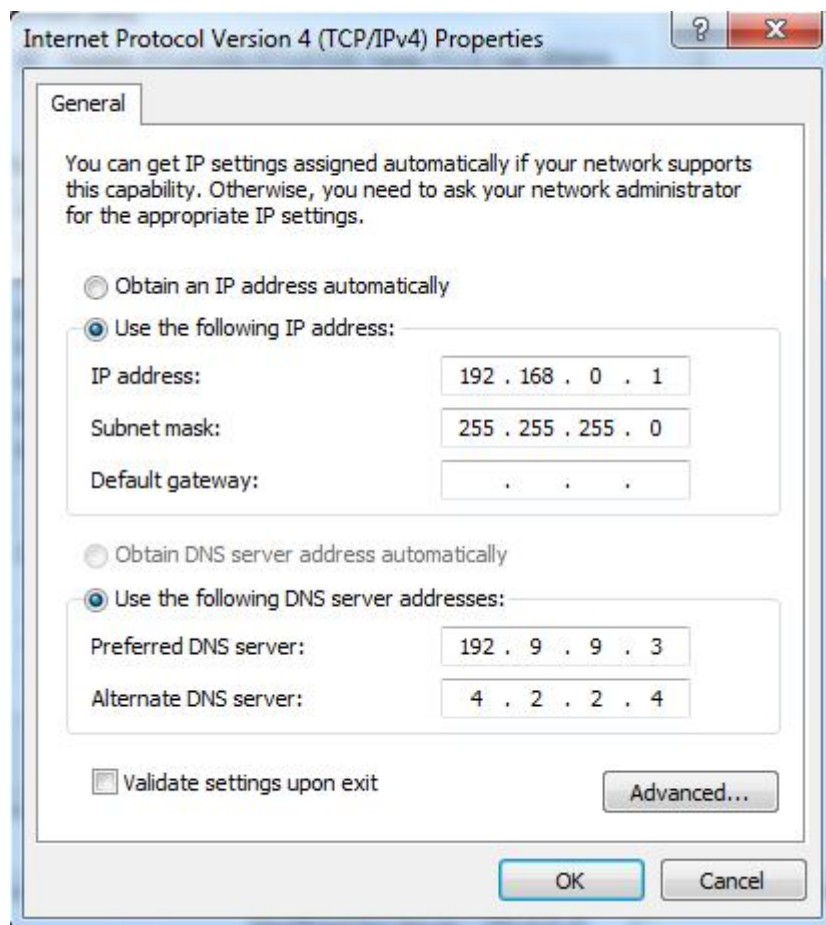 Internet Protocol Version 4 (TCP/IPv4) Properties
General
You can get IP settings assigned automatically if your network supports
this capability. Otherwise, you need to ask your network administrator
for the appropriate IP settings.
Obtain an IP address automatically
Use the following IP address:
IP address: 192 . 168 . 0 . 1
Subnet mask: 255 . 255 . 255 . 0
Default gateway: . . .
Obtain DNS server address automatically
Use the following DNS server addresses:
Preferred DNS server: 192 . 9 . 9 . 3
Alternate DNS server: 4 . 2 . 2 . 4
Validate settings upon exit
Advanced...
OK Cancel